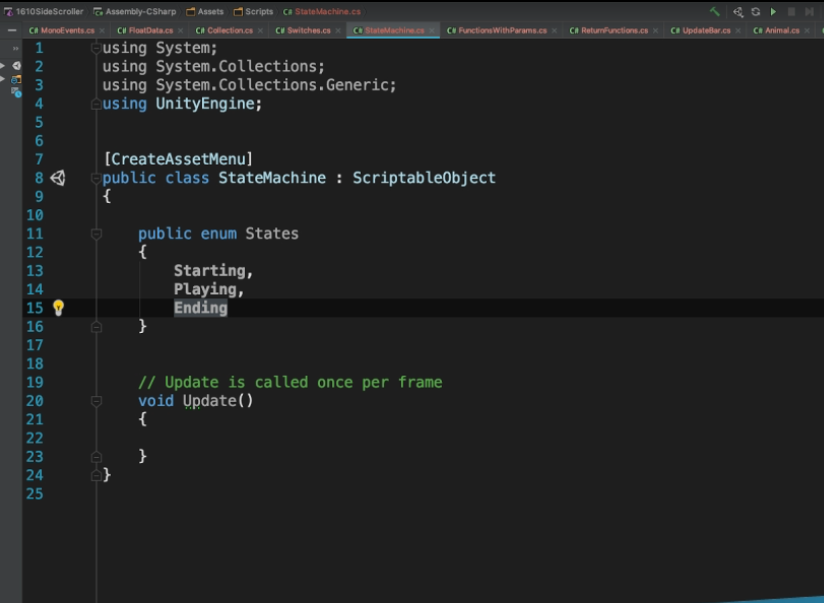 1610SideScroller Assembly-CSharp Assets Scripts C# StateMachine.cs
C# MonoEvents.cs × C# FloatData.cs × C# Collection.cs × C# Switches.cs × C# StateMachine.cs × C# FunctionsWithParams.cs × C# ReturnFunctions.cs × C# UpdateBar.cs × C# Animal.cs ×
1 using System;
2 using System.Collections;
3 using System.Collections.Generic;
4 using UnityEngine;
5
6
7 [CreateAssetMenu]
8 public class StateMachine : ScriptableObject
9 {
10
11 public enum States
12 {
13 Starting,
14 Playing,
15 Ending
16 }
17
18
19 // Update is called once per frame
20 void Update()
21 {
22
23 }
24 }
25